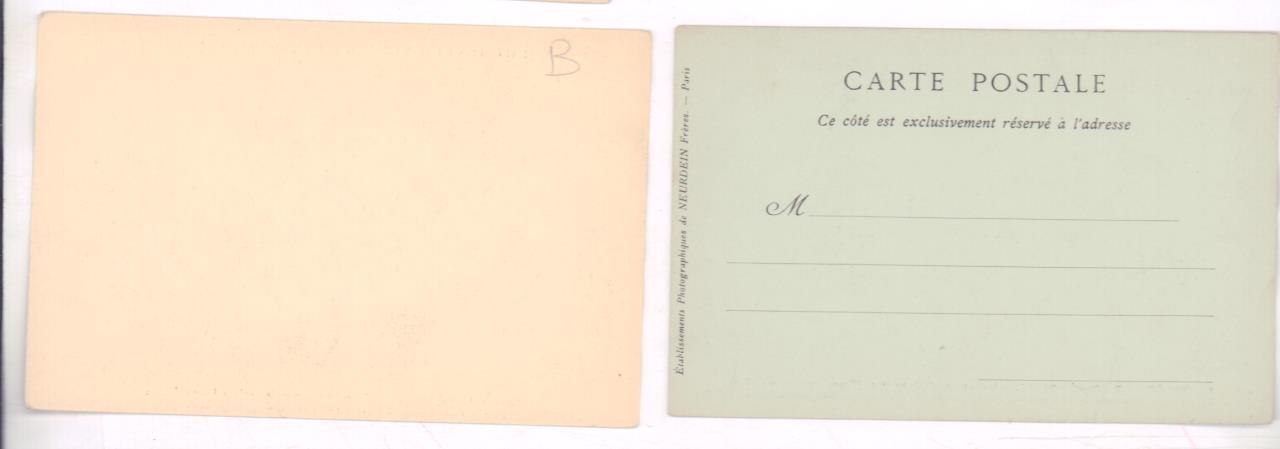 B
CARTE POSTALE
Ce côté est exclusivement réservé à l'adresse
M
Établissements Photographiques de NEURDEIN Frères. — Paris